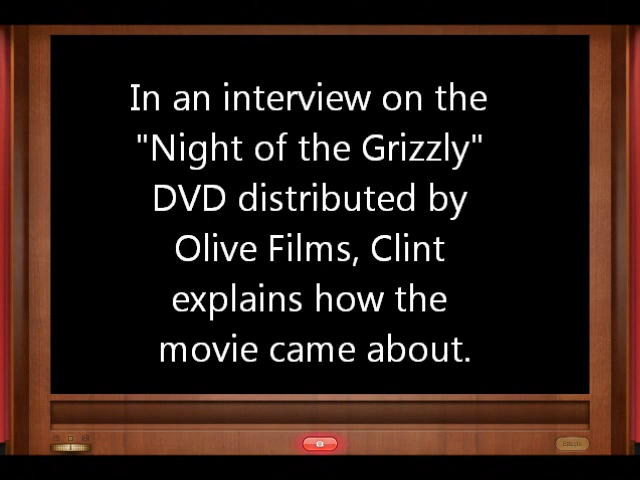 In an interview on the
"Night of the Grizzly"
DVD distributed by
Olive Films, Clint
explains how the
movie came about.
Effects